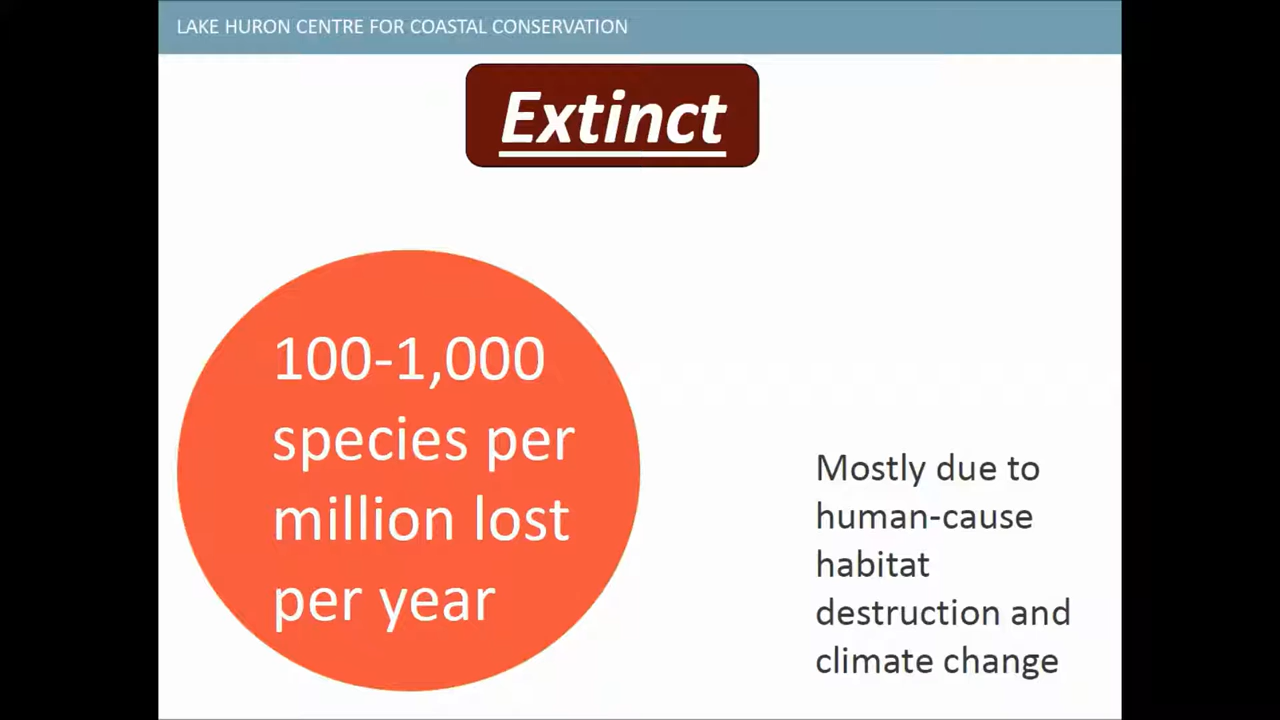 LAKE HURON CENTRE FOR COASTAL CONSERVATION
Extinct
100-1,000
species per
million lost
per year
Mostly due to
human-cause
habitat
destruction and
climate change